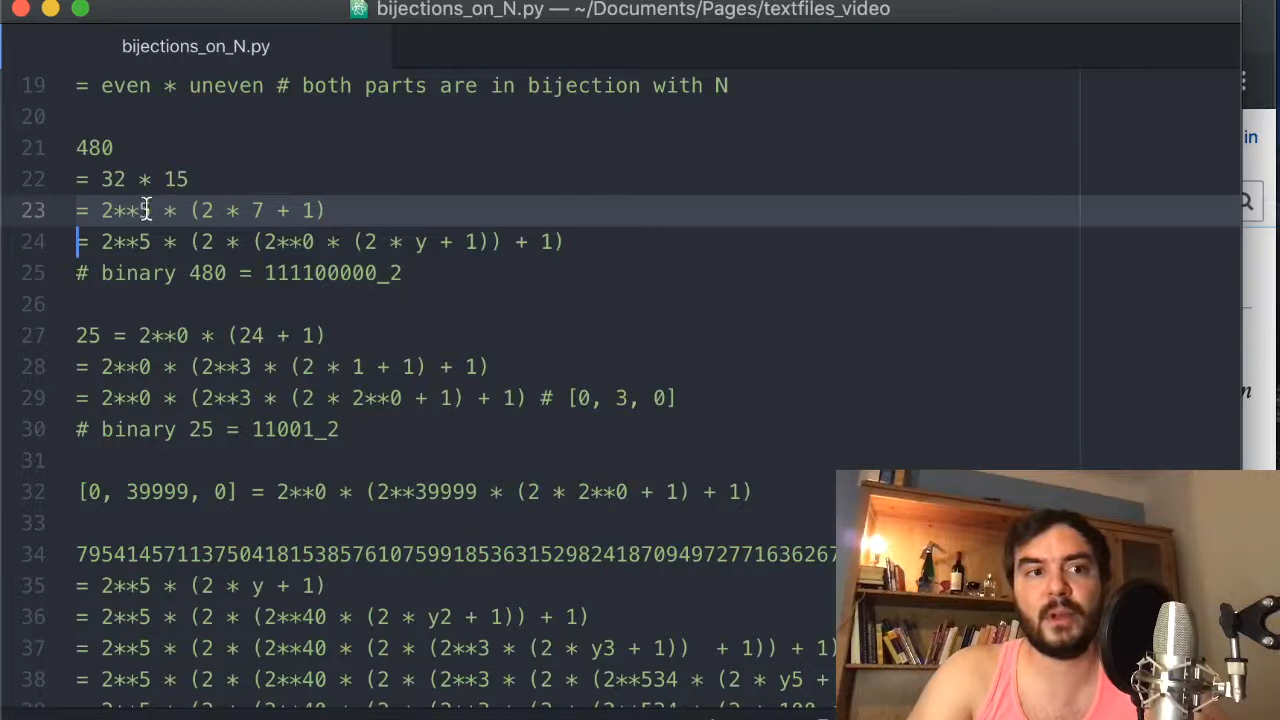 bijections_on_N.py — ~/Documents/Pages/textfiles_video
bijections_on_N.py
19 = even * uneven # both parts are in bijection with N
20
21 480
22 = 32 * 15
23 = 2**5 * (2 * 7 + 1)
24 = 2**5 * (2 * (2**0 * (2 * y + 1)) + 1)
25 # binary 480 = 111100000_2
26
27 25 = 2**0 * (24 + 1)
28 = 2**0 * (2**3 * (2 * 1 + 1) + 1)
29 = 2**0 * (2**3 * (2 * 2**0 + 1) + 1) # [0, 3, 0]
30 # binary 25 = 11001_2
31
32 [0, 39999, 0] = 2**0 * (2**39999 * (2 * 2**0 + 1) + 1)
33
34 7954145711375041815385761075991853631529824187094972771636267
35 = 2**5 * (2 * y + 1)
36 = 2**5 * (2 * (2**40 * (2 * y2 + 1)) + 1)
37 = 2**5 * (2 * (2**40 * (2 * (2**3 * (2 * y3 + 1)) + 1)) + 1)
38 = 2**5 * (2 * (2**40 * (2 * (2**3 * (2 * (2**534 * (2 * y5 +
in